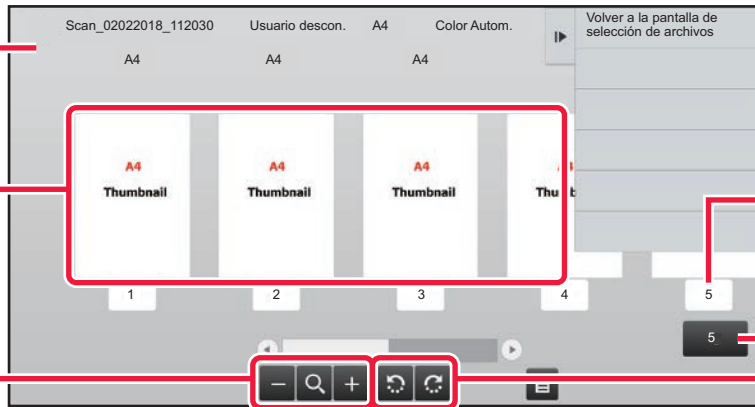 Scan_02022018_112030 Usuario descon. A4 Color Autom.
Volver a la pantalla de
selección de archivos
A4 A4 A4
A4 A4 A4
Thumbnail Thumbnail Thumbnail
1 2 3 4 5
5